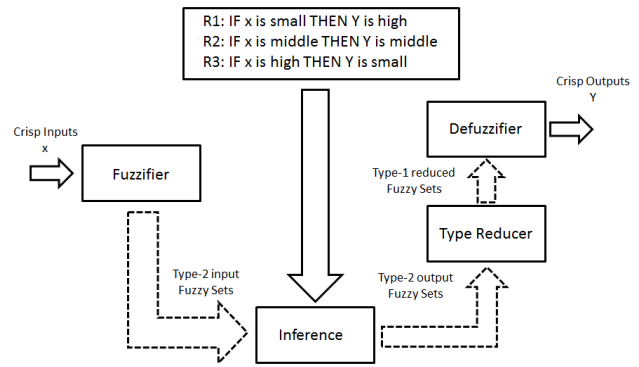 R1: IF x is small THEN Y is high
R2: IF x is middle THEN Y is middle
R3: IF x is high THEN Y is small
Crisp Inputs
x
Fuzzifier
Crisp Outputs
Y
Defuzzifier
Type-1 reduced
Fuzzy Sets
Type Reducer
Type-2 input
Fuzzy Sets
Type-2 output
Fuzzy Sets
Inference